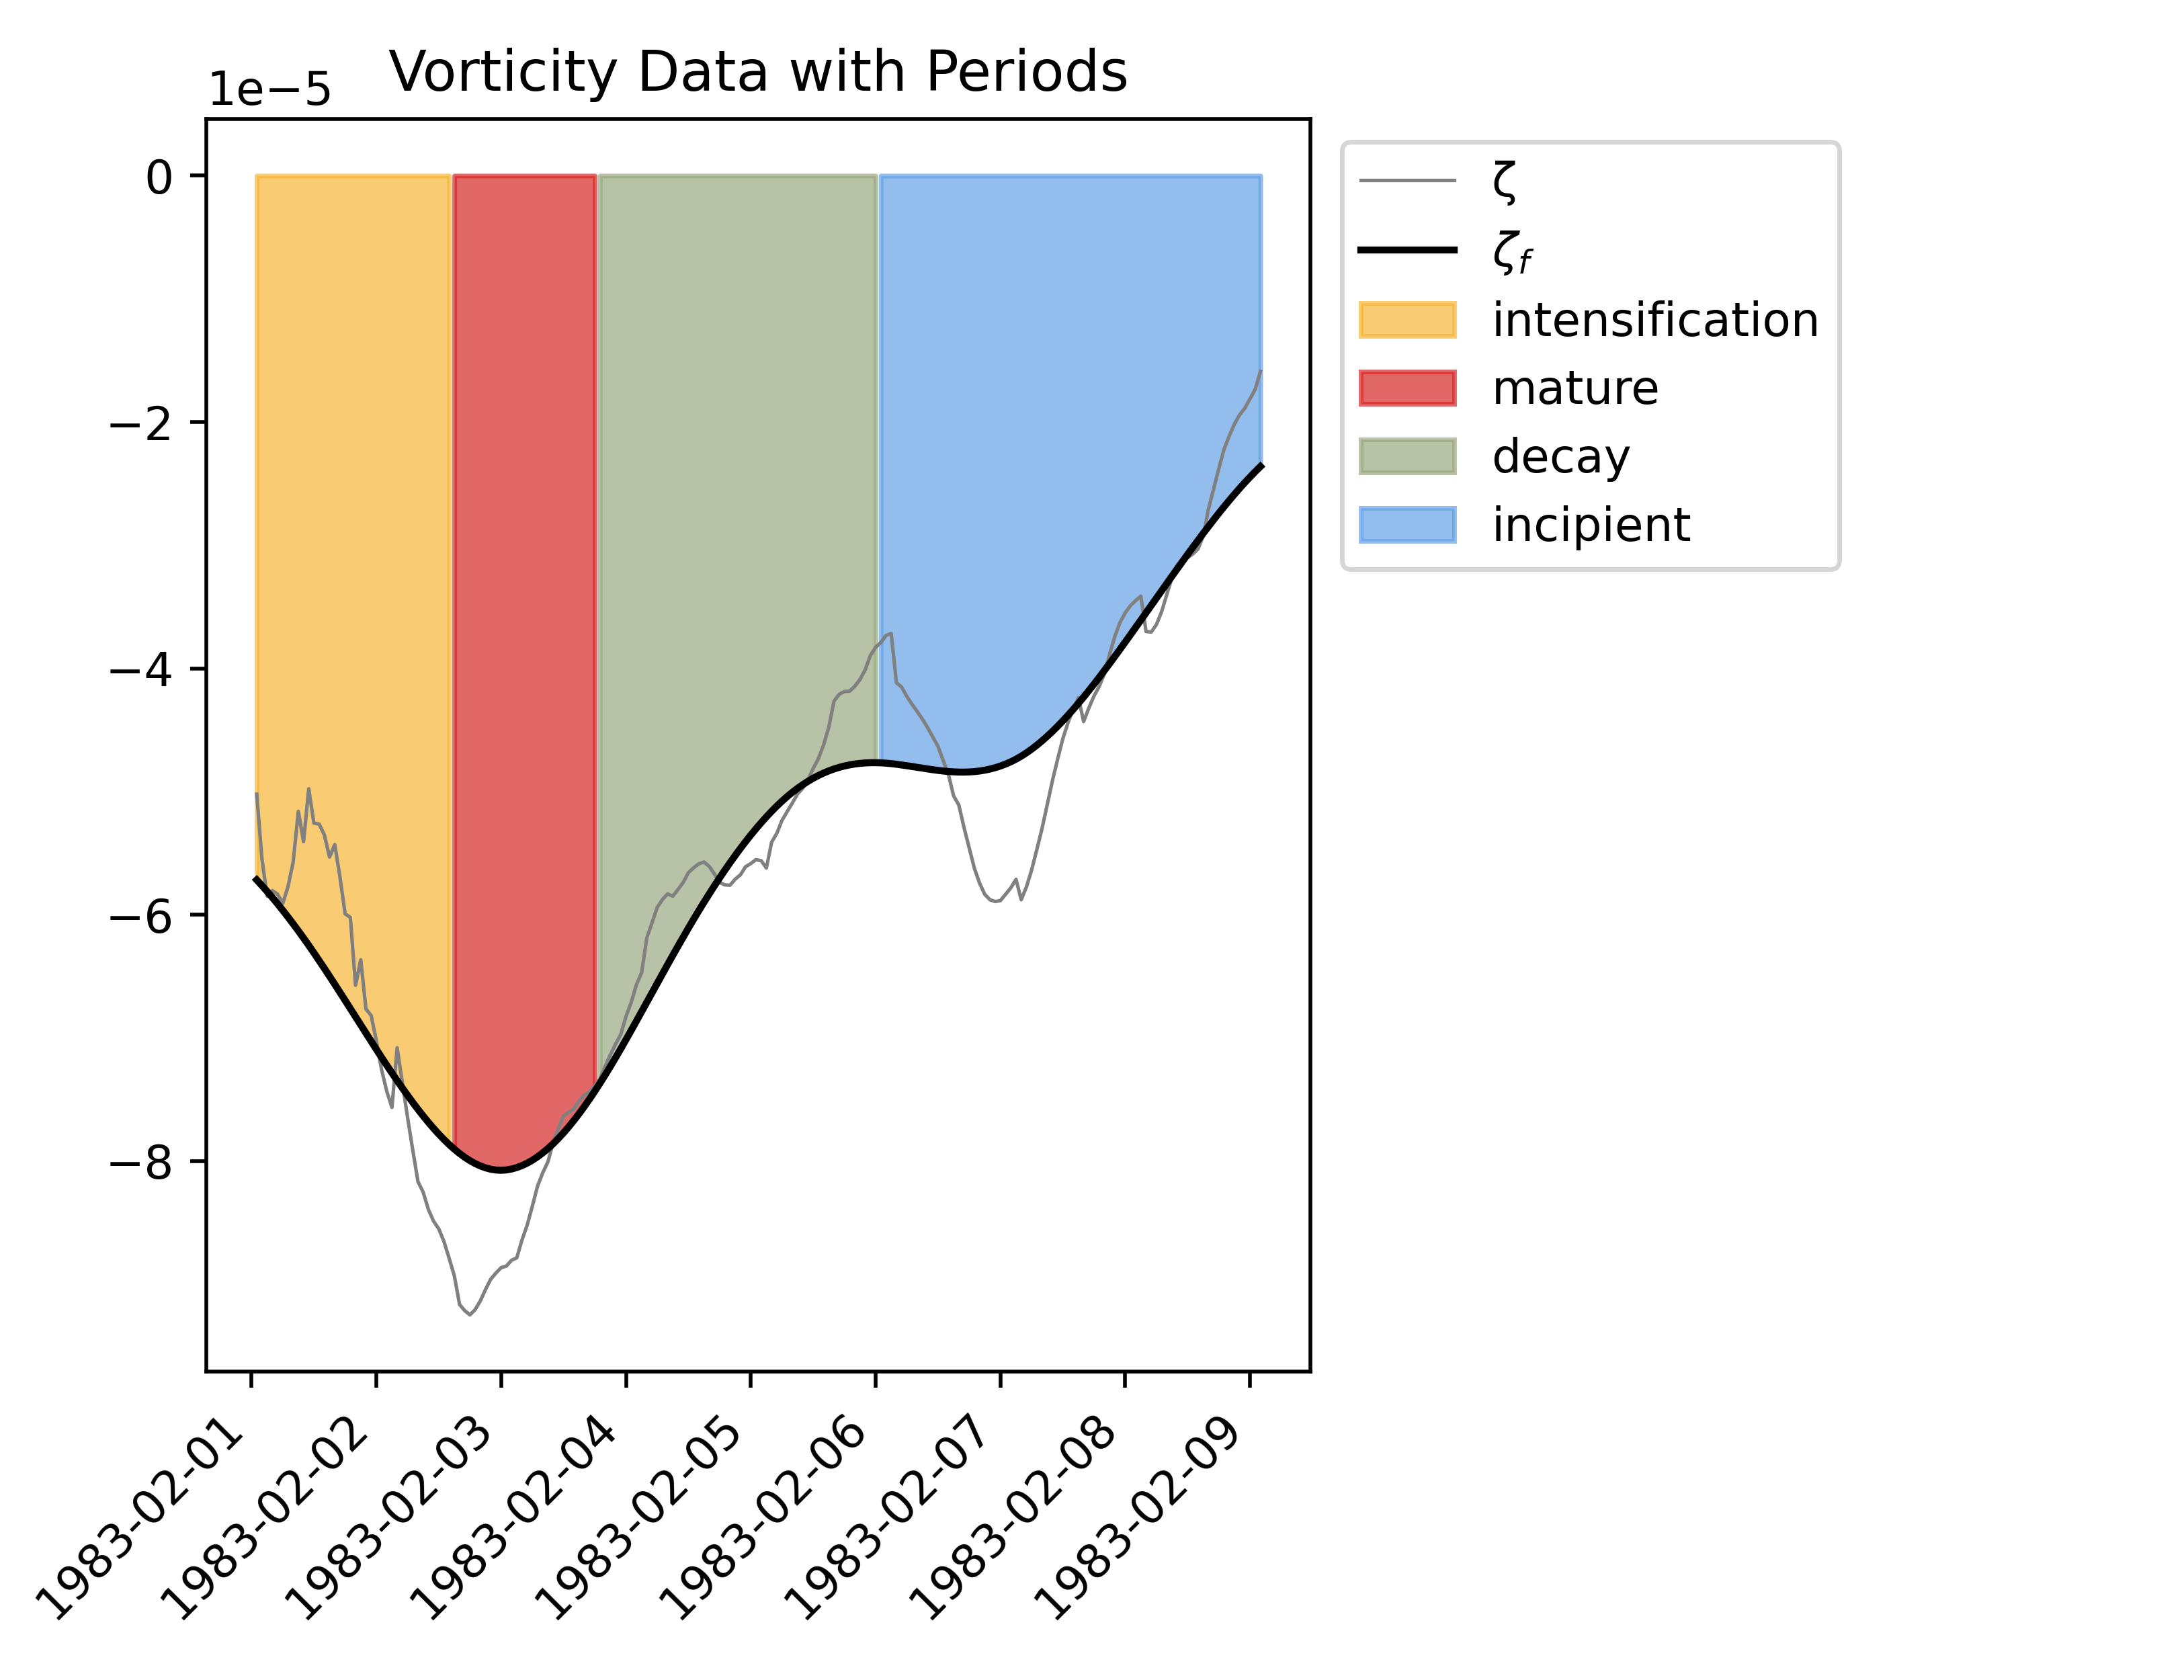 Vorticity Data with Periods
1e−5
0
−2
−4
−6
−8
1983-02-01
1983-02-02
1983-02-03
1983-02-04
1983-02-05
1983-02-06
1983-02-07
1983-02-08
1983-02-09
ζ
ζf
intensification
mature
decay
incipient